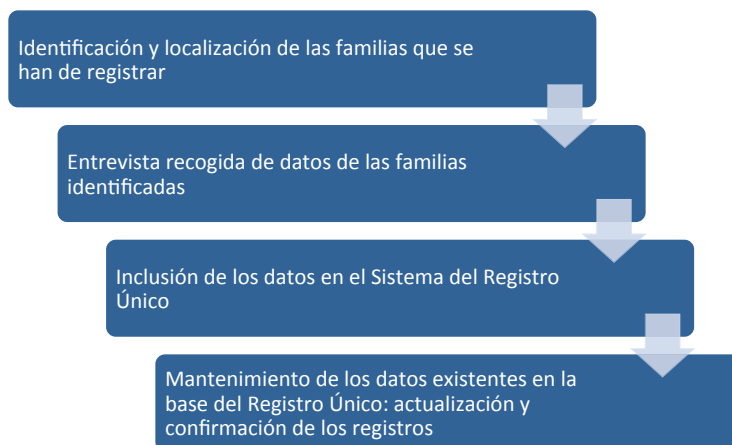 Identificación y localización de las familias que se
han de registrar
Entrevista recogida de datos de las familias
identificadas
Inclusión de los datos en el Sistema del Registro
Único
Mantenimiento de los datos existentes en la
base del Registro Único: actualización y
confirmación de los registros